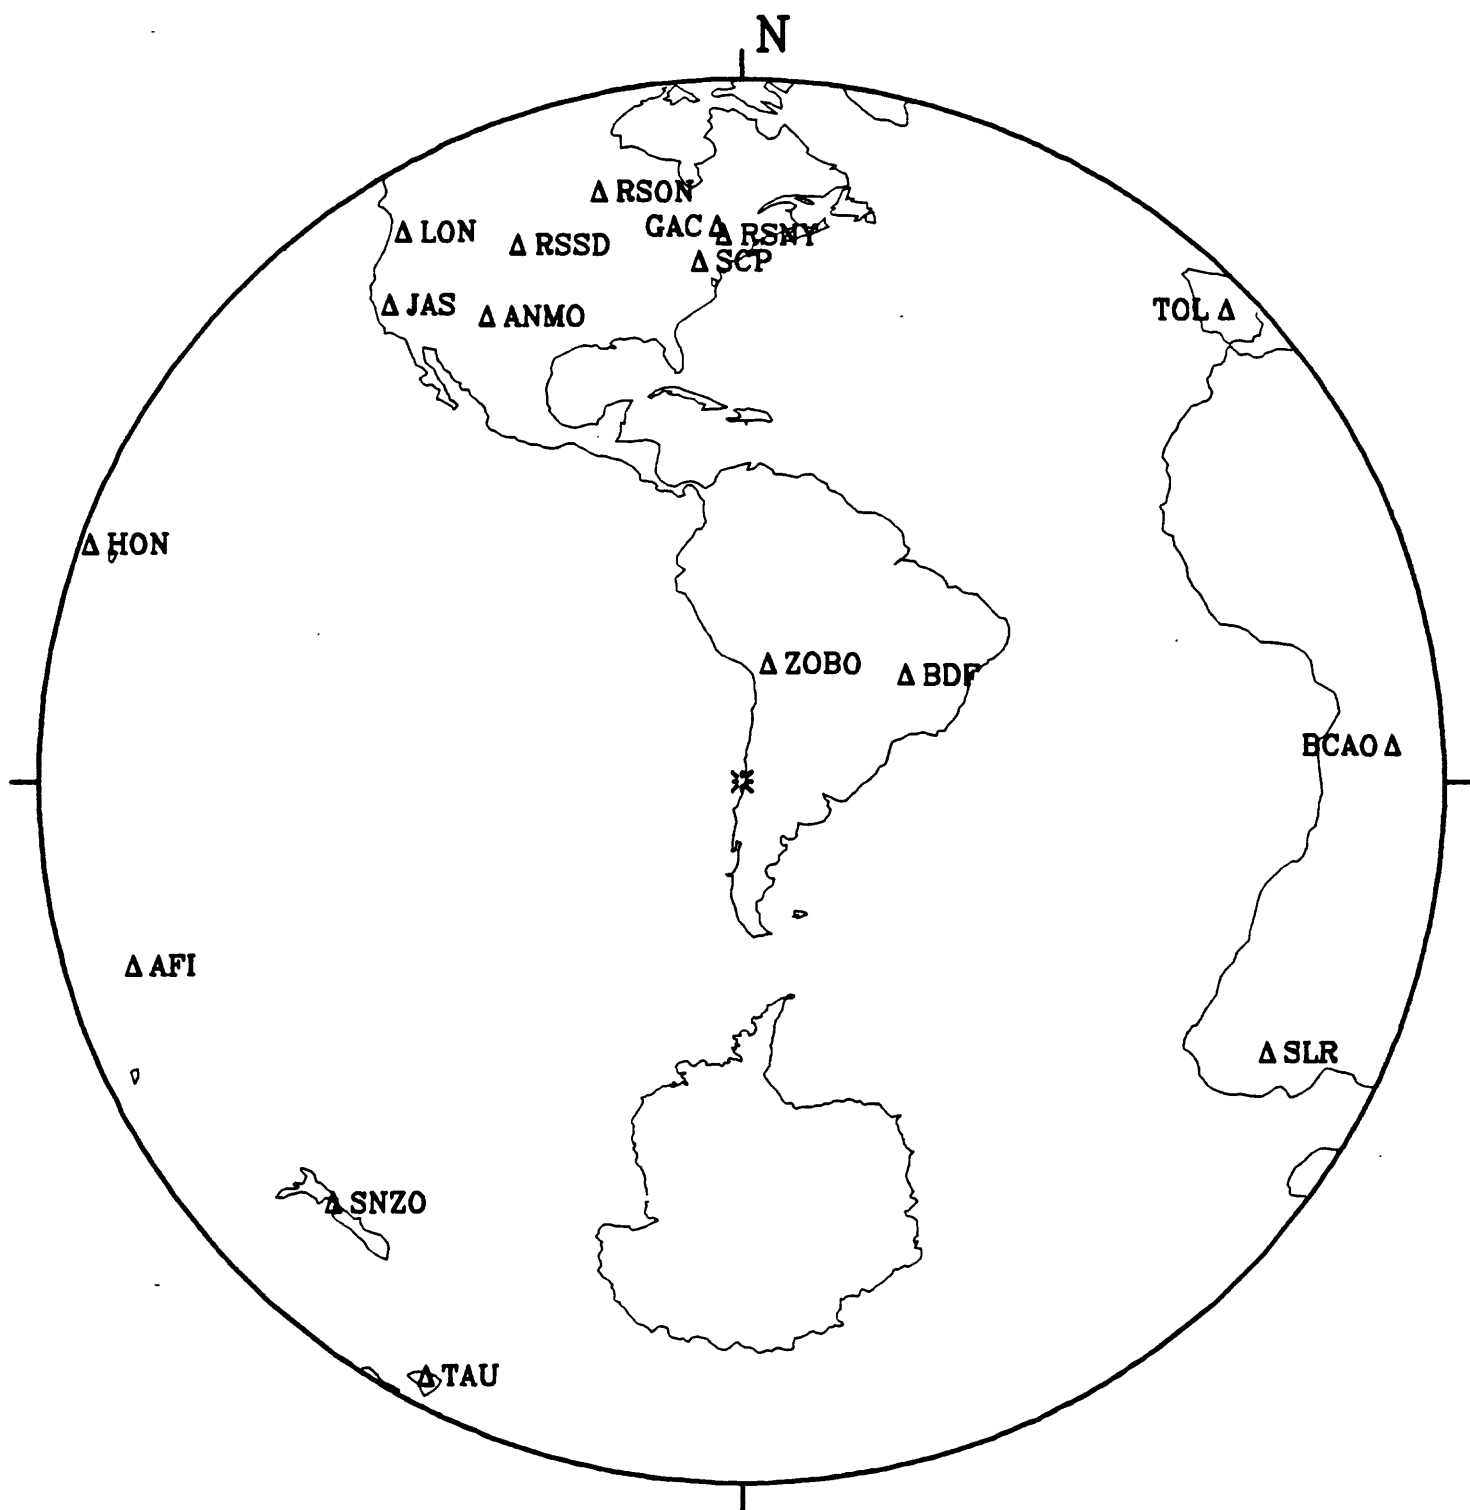 N
RSON
GAC
RSNY
LON
RSSD
SCP
JAS
ANMO
TOL
HON
ZOBO
BDF
BCAO
AFI
SLR
SNZO
TAU